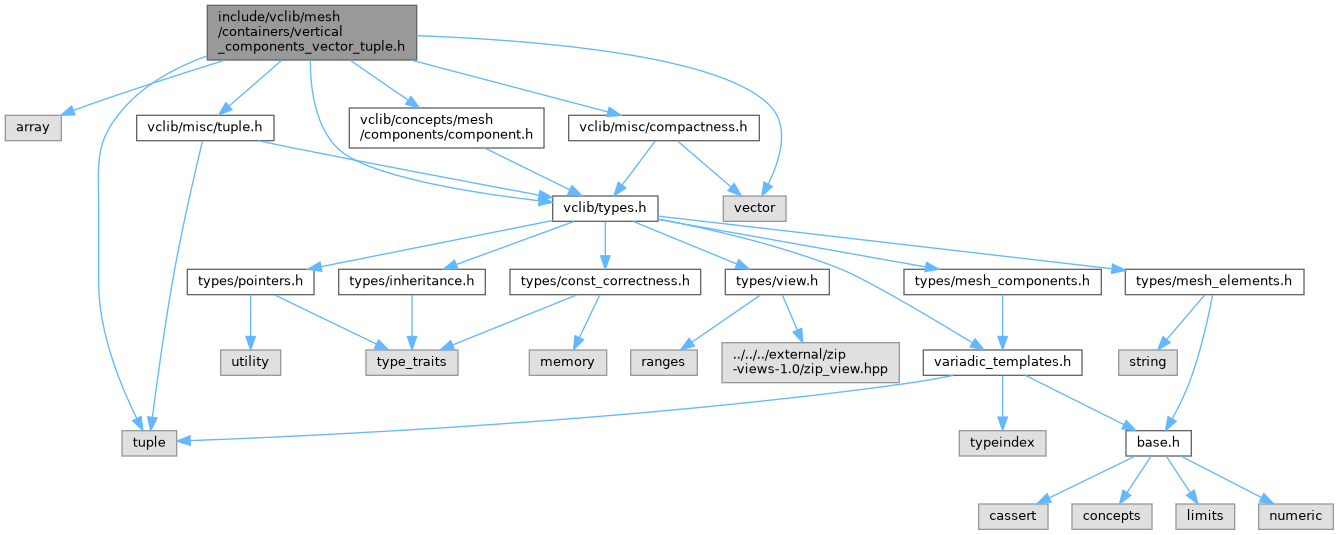 include/vclib/mesh
/containers/vertical
_components_vector_tuple.h
array
vclib/misc/tuple.h
vclib/concepts/mesh
/components/component.h
vclib/misc/compactness.h
vclib/types.h
vector
types/pointers.h
types/inheritance.h
types/const_correctness.h
types/view.h
types/mesh_components.h
types/mesh_elements.h
utility
type_traits
memory
ranges
../../../external/zip
-views-1.0/zip_view.hpp
variadic_templates.h
string
tuple
typeindex
base.h
cassert
concepts
limits
numeric